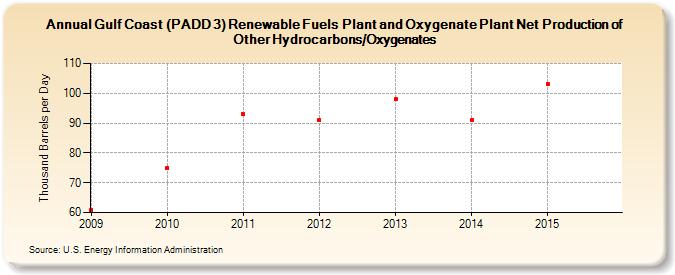 Annual Gulf Coast (PADD 3) Renewable Fuels Plant and Oxygenate Plant Net Production of
Other Hydrocarbons/Oxygenates
Thousand Barrels per Day
110
100
90
80
70
60
2009 2010 2011 2012 2013 2014 2015
Source: U.S. Energy Information Administration